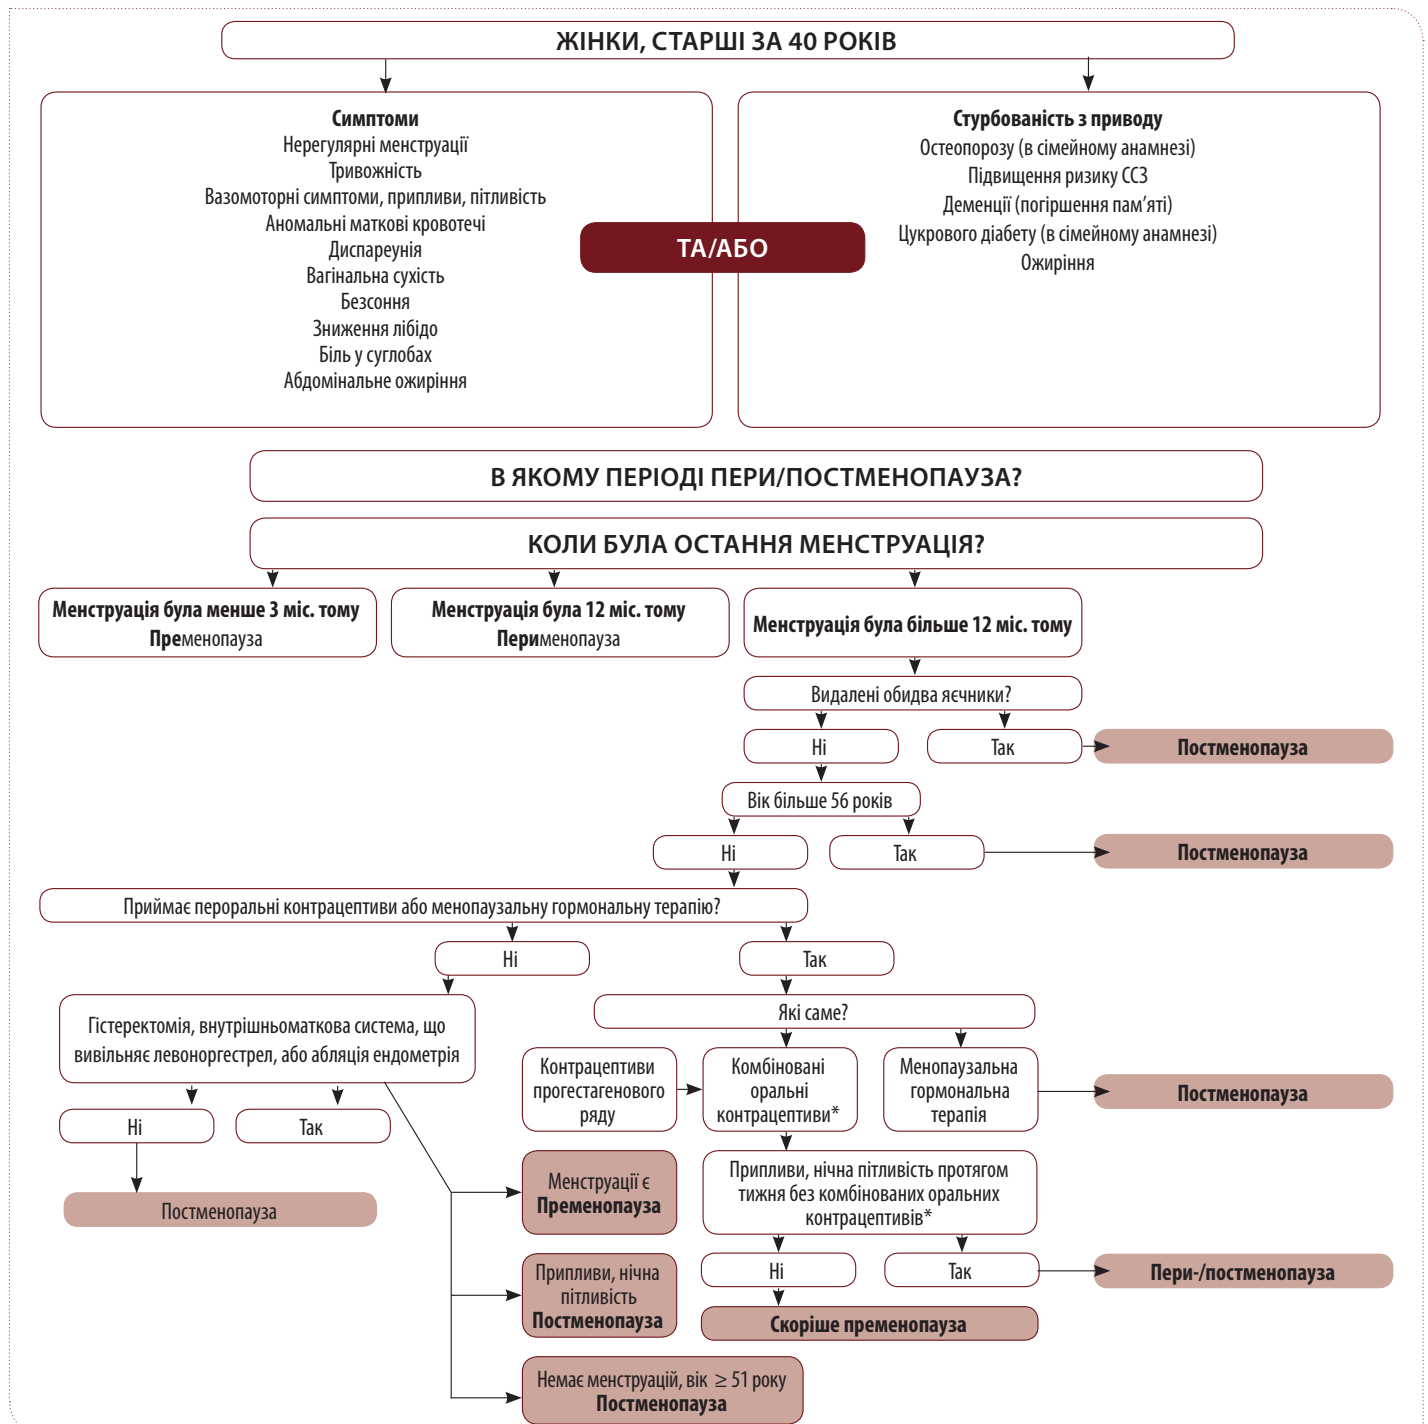 ЖІНКИ, СТАРШІ ЗА 40 РОКІВ
Симптоми
Нерегулярні менструації
Тривожність
Вазомоторні симптоми, припливи, пітливість
Аномальні маткові кровотечі
Диспареунія
Вагінальна сухість
Безсоння
Зниження лібідо
Біль у суглобах
Абдомінальне ожиріння
ТА/АБО
Стурбованість з приводу
Остеопорозу (в сімейному анамнезі)
Підвищення ризику ССЗ
Деменції (погіршення пам’яті)
Цукрового діабету (в сімейному анамнезі)
Ожиріння
В ЯКОМУ ПЕРІОДІ ПЕРИ/ПОСТМЕНОПАУЗА?
КОЛИ БУЛА ОСТАННЯ МЕНСТРУАЦІЯ?
Менструація була менше 3 міс. тому
Пременопауза
Менструація була 12 міс. тому
Перименопауза
Менструація була більше 12 міс. тому
Видалені обидва яєчники?
Ні
Так
Постменопауза
Вік більше 56 років
Ні
Так
Постменопауза
Приймає пероральні контрацептиви або менопаузальну гормональну терапію?
Ні
Так
Гістеректомія, внутрішньоматкова система, що
вивільняє левоноргестрел, або абляція ендометрія
Які саме?
Контрацептиви
прогестагенового
ряду
Комбіновані
оральні
контрацептиви*
Менопаузальна
гормональна
терапія
Постменопауза
Ні
Так
Постменопауза
Менструації є
Пременопауза
Припливи, нічна пітливість протягом
тижня без комбінованих оральних
контрацептивів*
Припливи, нічна
пітливість
Постменопауза
Ні
Так
Пери-/постменопауза
Скоріше пременопауза
Немає менструацій, вік ≥ 51 року
Постменопауза